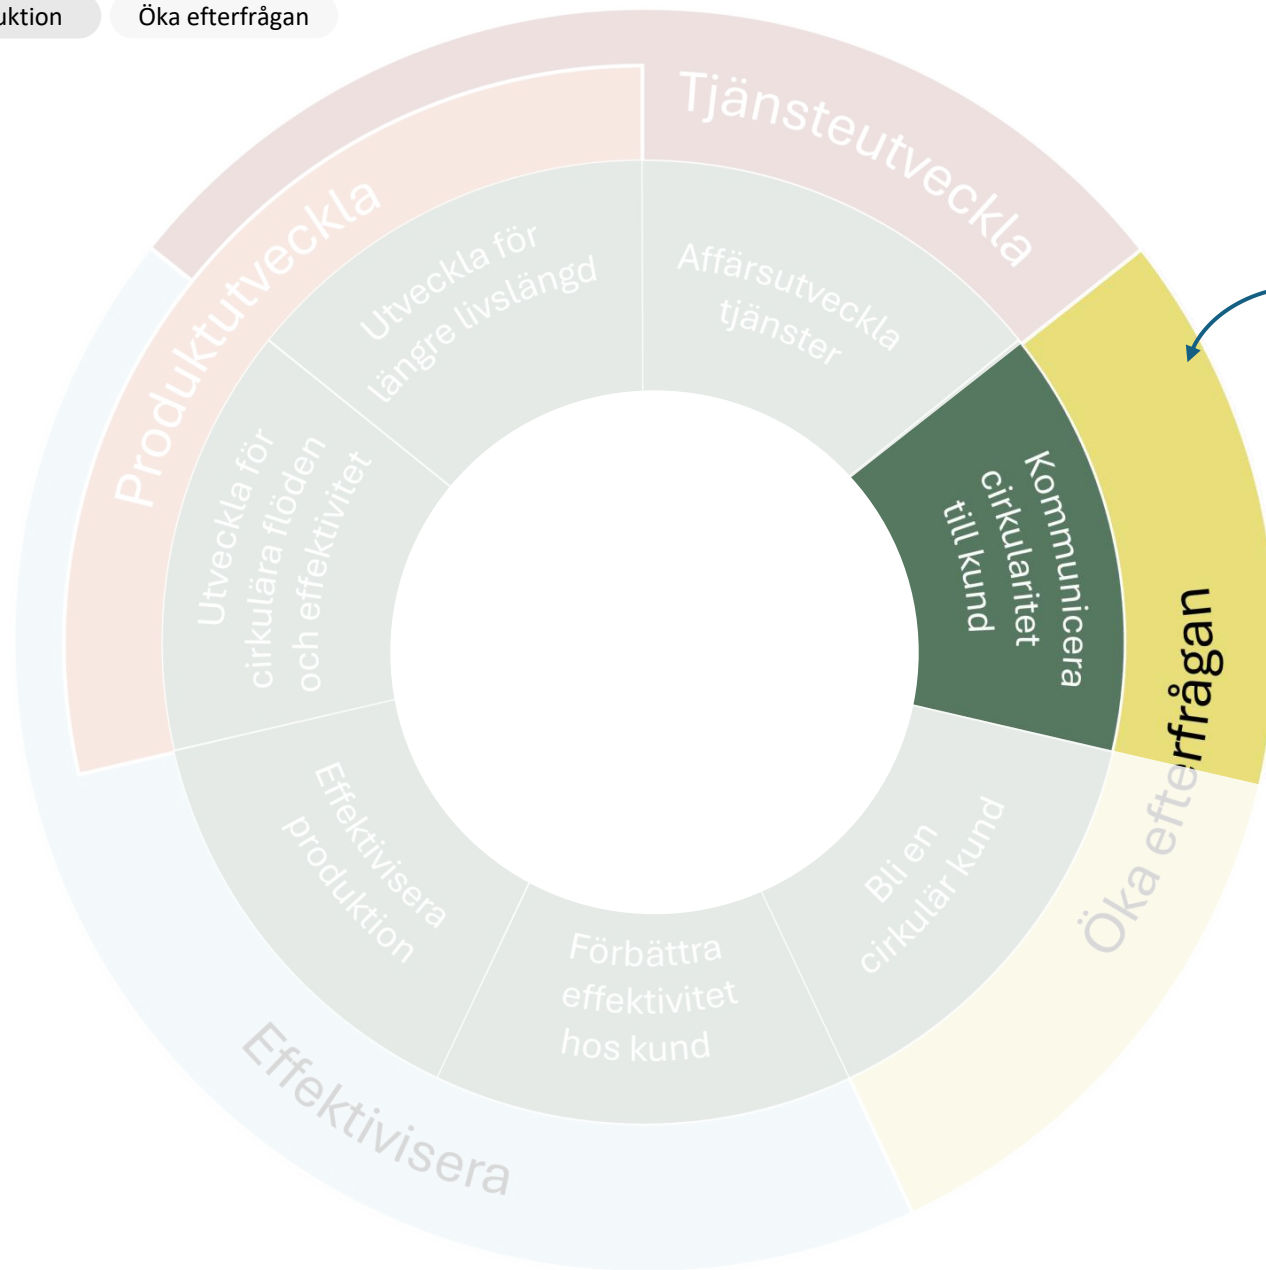 uktion
Öka efterfrågan
Tjänsteutveckla
Produktutveckla
Utveckla för
längre livslängd
Affärsutveckla
tjänster
Kommunicera
cirkularitet
till kund
Utveckla för
cirkulära flöden
och effektivitet
Öka efterfrågan
Bli en
cirkulär kund
Effektivisera
produktion
Förbättra
effektivitet
hos kund
Effektivisera